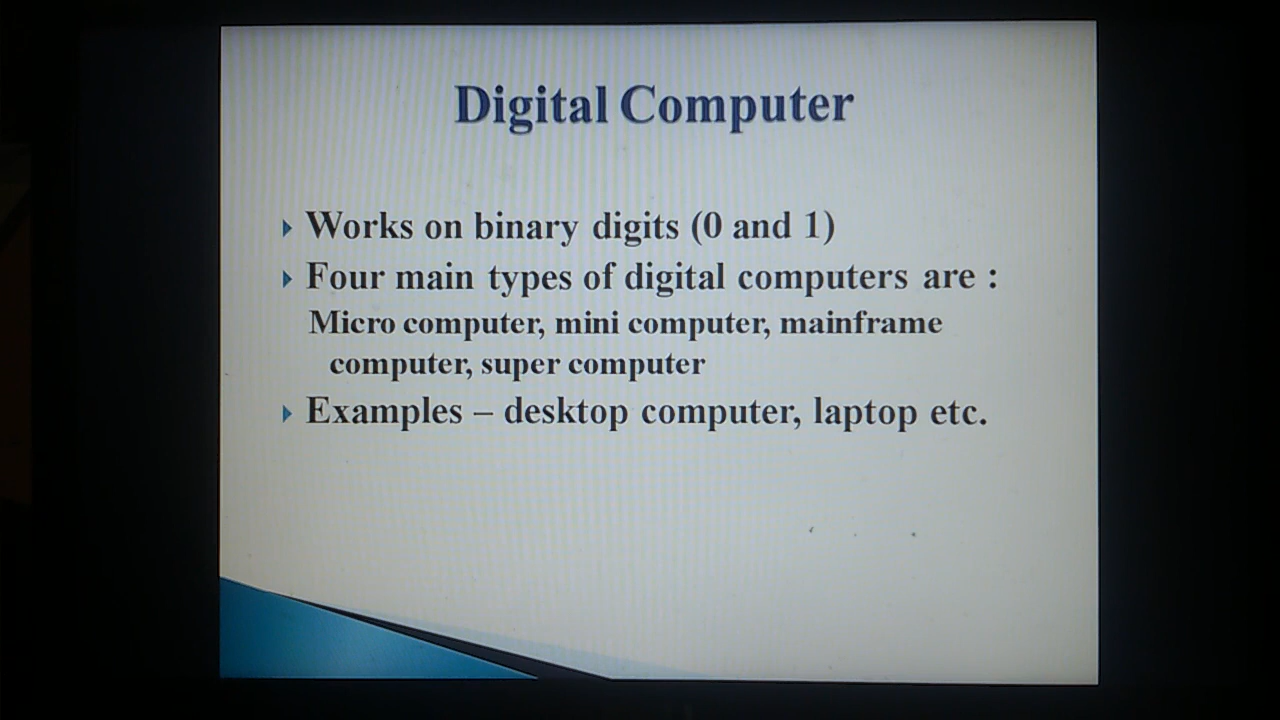 Digital Computer
Works on binary digits (0 and 1)
Four main types of digital computers are :
Micro computer, mini computer, mainframe
computer, super computer
Examples – desktop computer, laptop etc.